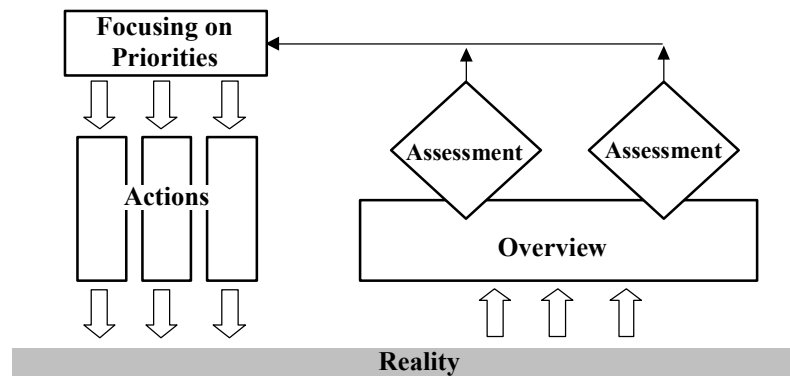 Focusing on
Priorities
Assessment
Assessment
Actions
Overview
Reality